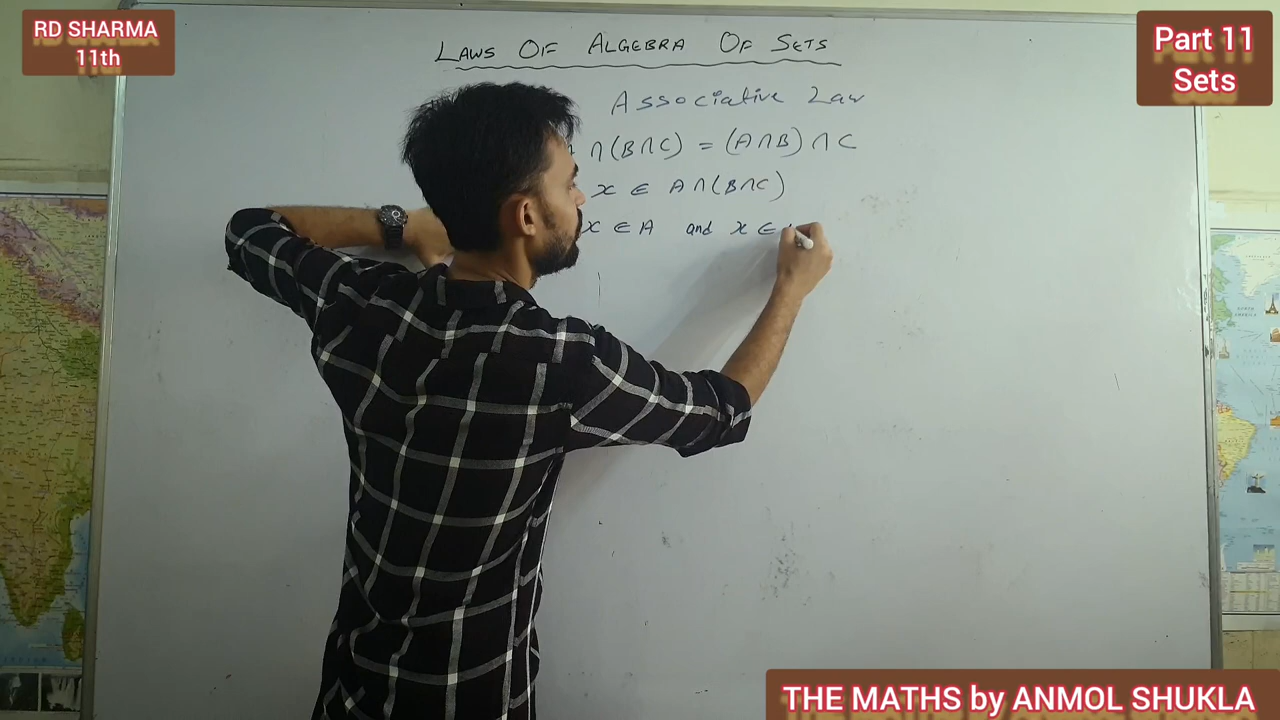 RD SHARMA
11th
Part 11
Sets
LAWS OF ALGEBRA OF SETS
Associative Law
∩(B∩C) = (A∩B)∩C
x ∈ A∩(B∩C)
x ∈ A and x ∈
THE MATHS by ANMOL SHUKLA